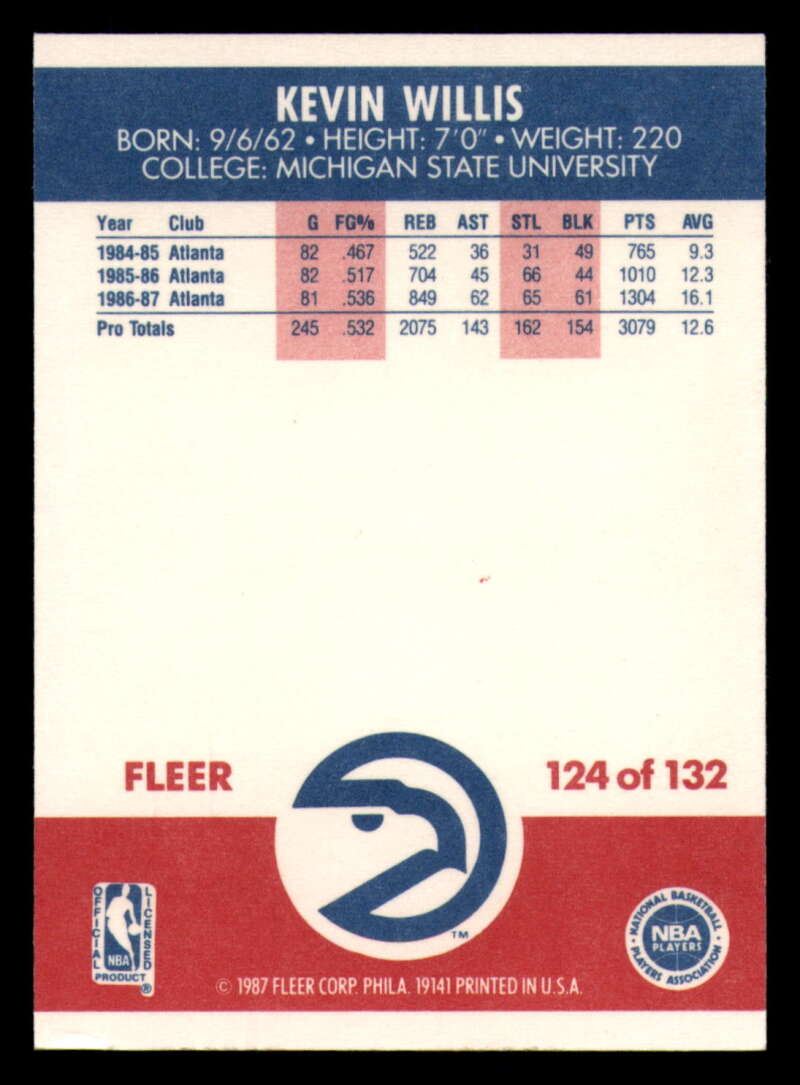 KEVIN WILLIS
BORN: 9/6/62 • HEIGHT: 7'0" • WEIGHT: 220
COLLEGE: MICHIGAN STATE UNIVERSITY
Year Club G FG% REB AST STL BLK PTS AVG
1984-85 Atlanta 82 .467 522 36 31 49 765 9.3
1985-86 Atlanta 82 .517 704 45 66 44 1010 12.3
1986-87 Atlanta 81 .536 849 62 65 61 1304 16.1
Pro Totals 245 .532 2075 143 162 154 3079 12.6
FLEER
124 of 132
TM
OFFICIAL
LICENSED
NBA
PRODUCT
®
NATIONAL BASKETBALL
NBA
PLAYERS
PLAYERS ASSOCIATION
© 1987 FLEER CORP. PHILA. 19141 PRINTED IN U.S.A.